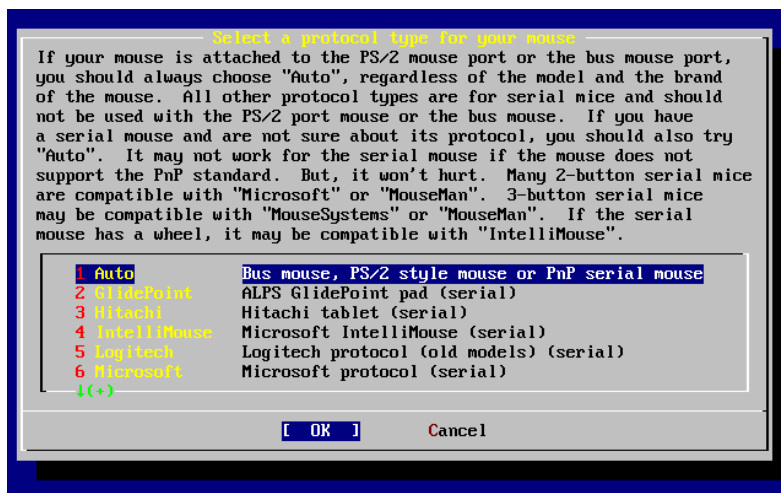 Select a protocol type for your mouse
If your mouse is attached to the PS/2 mouse port or the bus mouse port,
you should always choose "Auto", regardless of the model and the brand
of the mouse.  All other protocol types are for serial mice and should
not be used with the PS/2 port mouse or the bus mouse.  If you have
a serial mouse and are not sure about its protocol, you should also try
"Auto".  It may not work for the serial mouse if the mouse does not
support the PnP standard.  But, it won't hurt.  Many 2-button serial mice
are compatible with "Microsoft" or "MouseMan".  3-button serial mice
may be compatible with "MouseSystems" or "MouseMan".  If the serial
mouse has a wheel, it may be compatible with "IntelliMouse".
1 Auto Bus mouse, PS/2 style mouse or PnP serial mouse
2 GlidePoint ALPS GlidePoint pad (serial)
3 Hitachi Hitachi tablet (serial)
4 IntelliMouse Microsoft IntelliMouse (serial)
5 Logitech Logitech protocol (old models) (serial)
6 Microsoft Microsoft protocol (serial)
↓(+)
[ OK ] Cancel